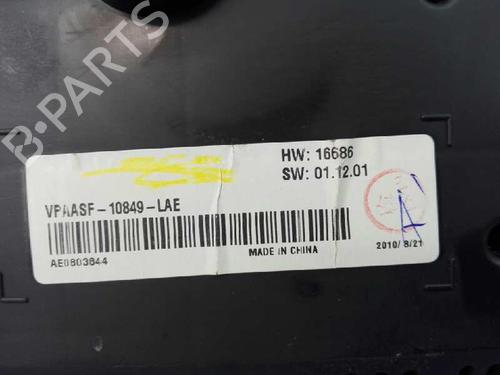 B-PARTS
HW: 16686
SW: 01.12.01
VPAASF-10849-LAE
AE0803644
MADE IN CHINA
2010/8/21
A